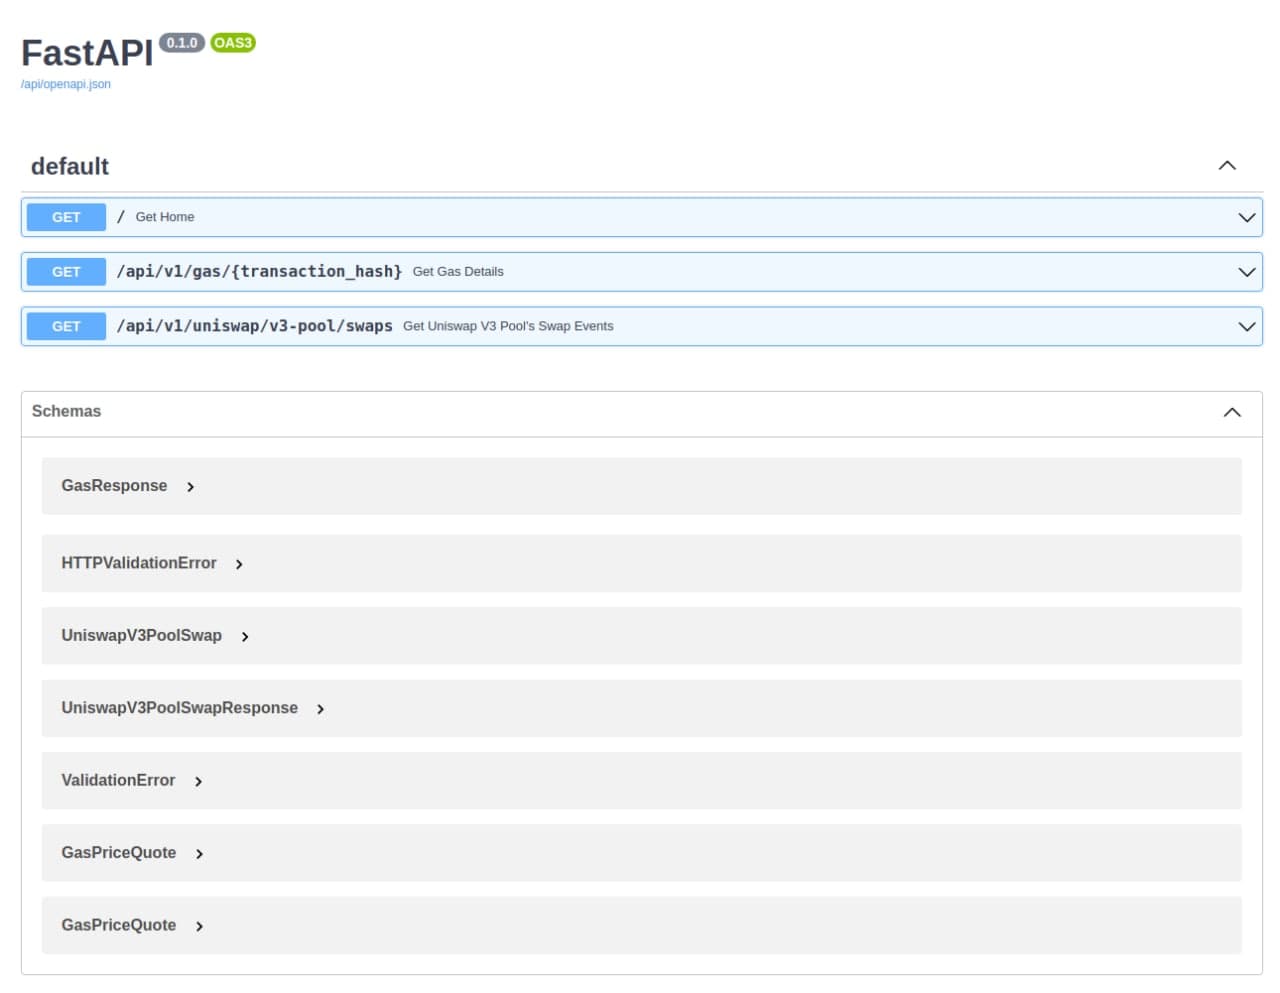 FastAPI 0.1.0 OAS3
/api/openapi.json
default
GET / Get Home
GET /api/v1/gas/{transaction_hash} Get Gas Details
GET /api/v1/uniswap/v3-pool/swaps Get Uniswap V3 Pool's Swap Events
Schemas
GasResponse
HTTPValidationError
UniswapV3PoolSwap
UniswapV3PoolSwapResponse
ValidationError
GasPriceQuote
GasPriceQuote